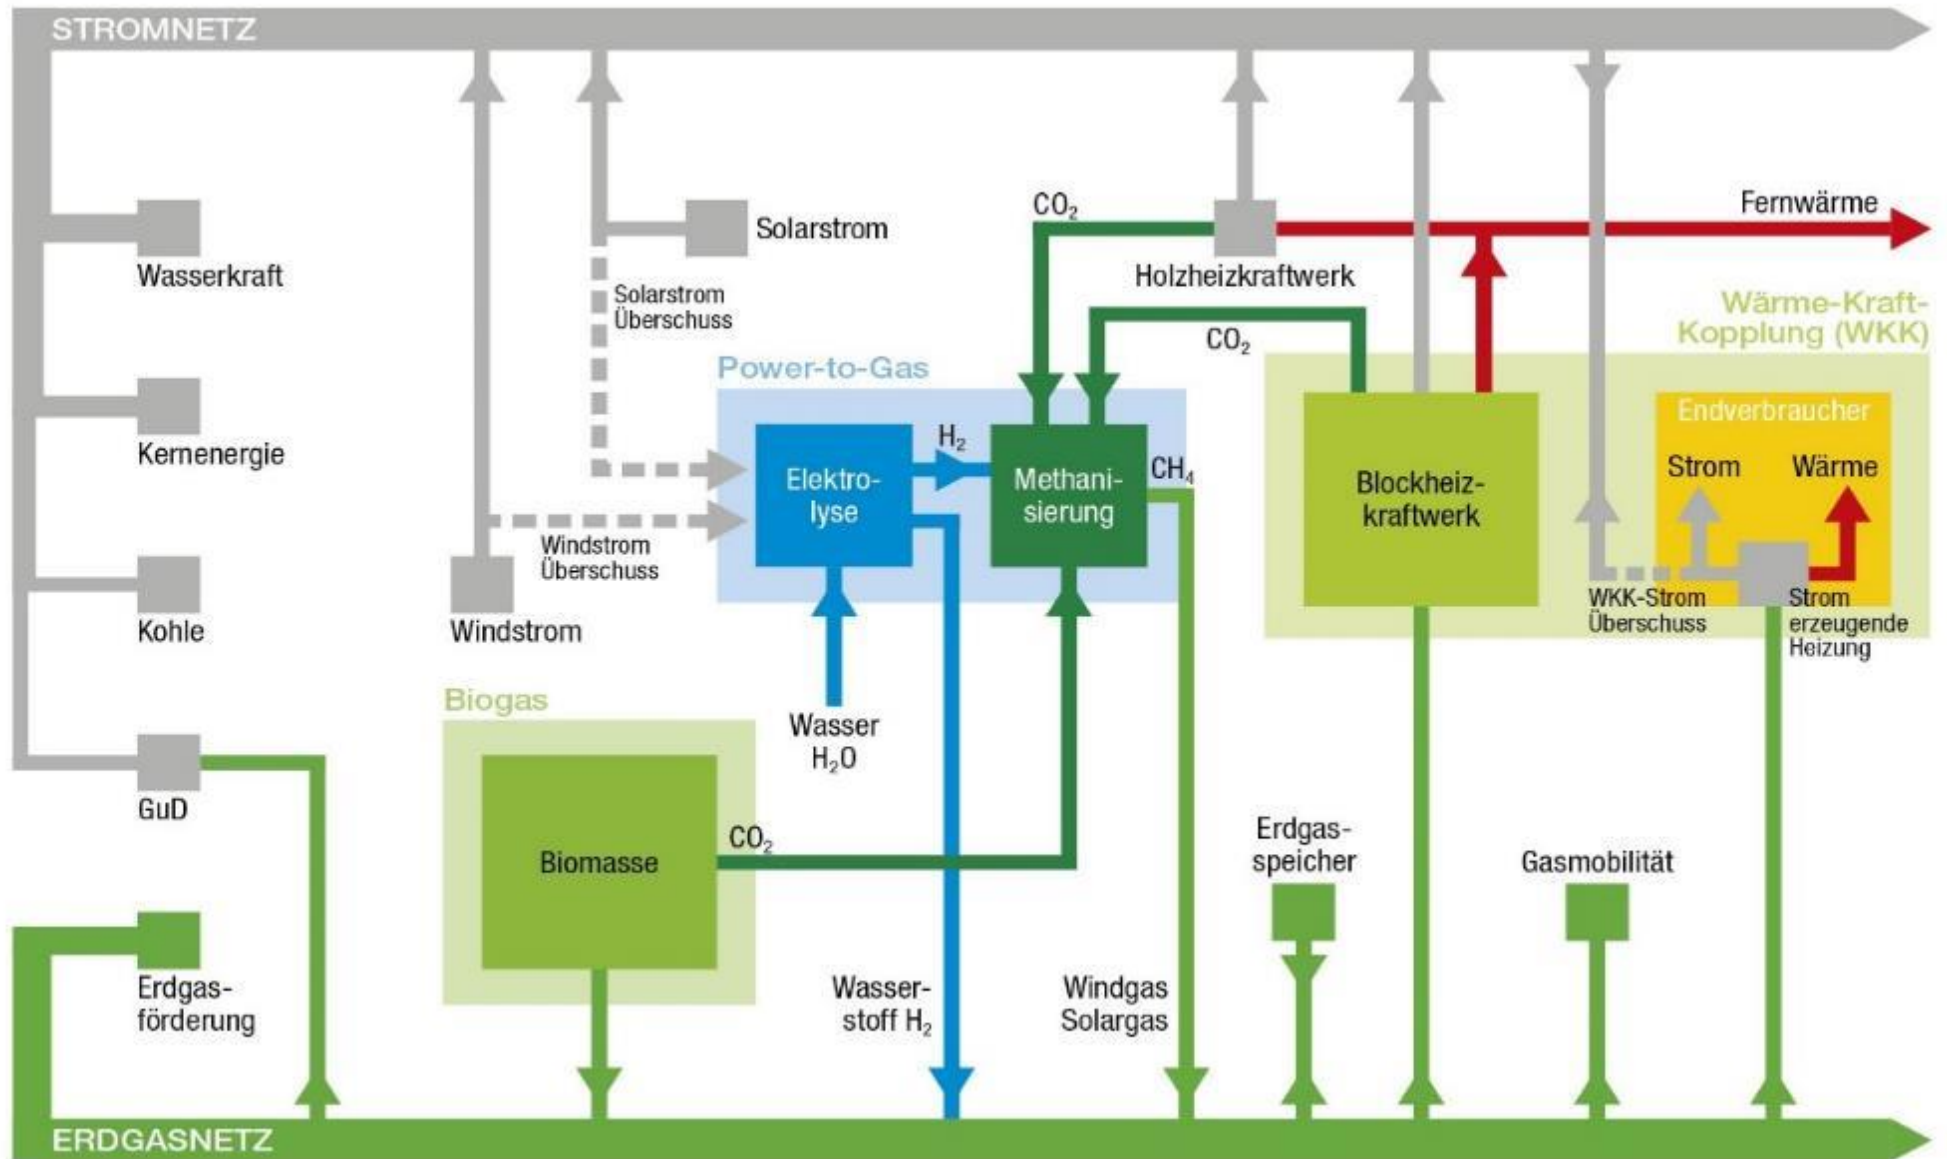 STROMNETZ
CO₂
Fernwärme
Solarstrom
Wasserkraft
Holzheizkraftwerk
Solarstrom
Überschuss
Wärme-Kraft-
Kopplung (WKK)
CO₂
Power-to-Gas
Endverbraucher
Kernenergie
H₂
CH₄
Strom
Wärme
Elektro-
lyse
Methani-
sierung
Blockheiz-
kraftwerk
Windstrom
Überschuss
Kohle
Windstrom
WKK-Strom
Überschuss
Strom
erzeugende
Heizung
Biogas
Wasser
H₂O
GuD
CO₂
Biomasse
Erdgas-
speicher
Gasmobilität
Erdgas-
förderung
Wasser-
stoff H₂
Windgas
Solargas
ERDGASNETZ